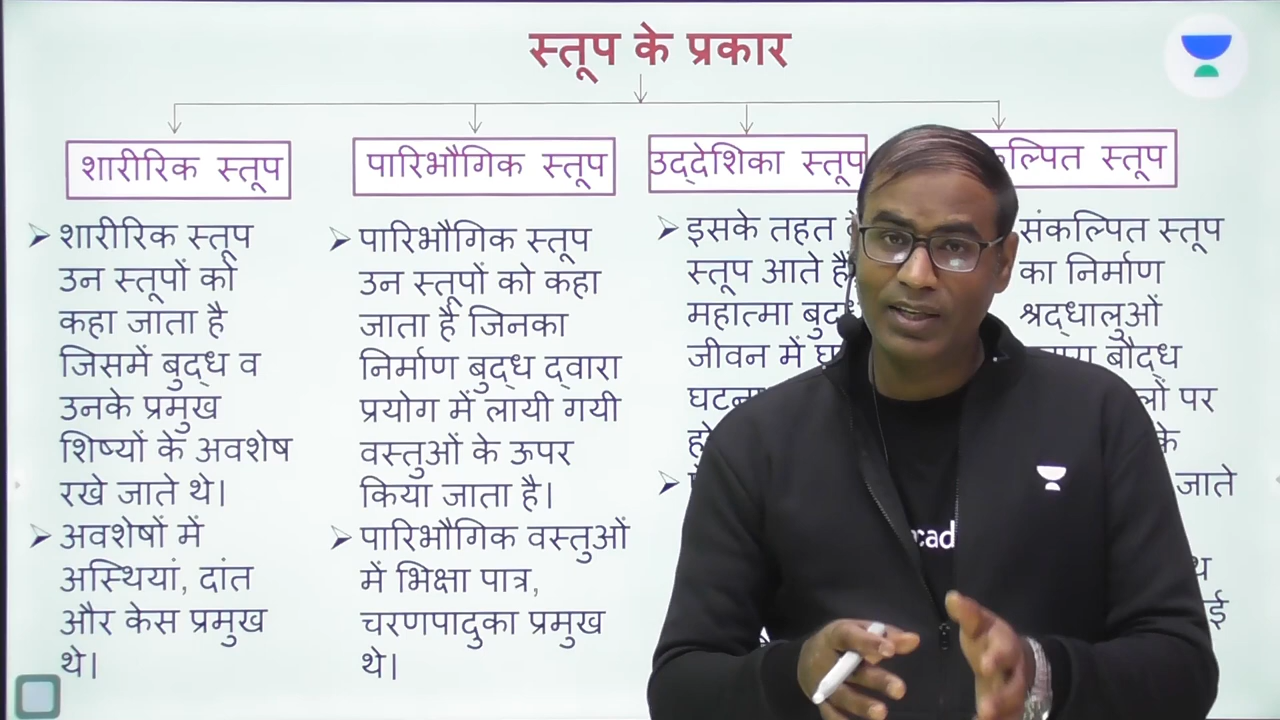 स्तूप के प्रकार
शारीरिक स्तूप
पारिभौगिक स्तूप
उद्देशिका स्तूप
स्तूप
शारीरिक स्तूप
उन स्तूपों को
कहा जाता है
जिसमें बुद्ध व
उनके प्रमुख
शिष्यों के अवशेष
रखे जाते थे।
अवशेषों में
अस्थियां, दांत
और केस प्रमुख
थे।
पारिभौगिक स्तूप
उन स्तूपों को कहा
जाता है जिनका
निर्माण बुद्ध द्वारा
प्रयोग में लायी गयी
वस्तुओं के ऊपर
किया जाता है।
पारिभौगिक वस्तुओं
में भिक्षा पात्र,
चरणपादुका प्रमुख
थे।
इसके तहत
स्तूप आते हैं
महात्मा
जीवन में
संकल्पित स्तूप
का निर्माण
श्रद्धालुओं
बौद्ध
पर
के
जाते